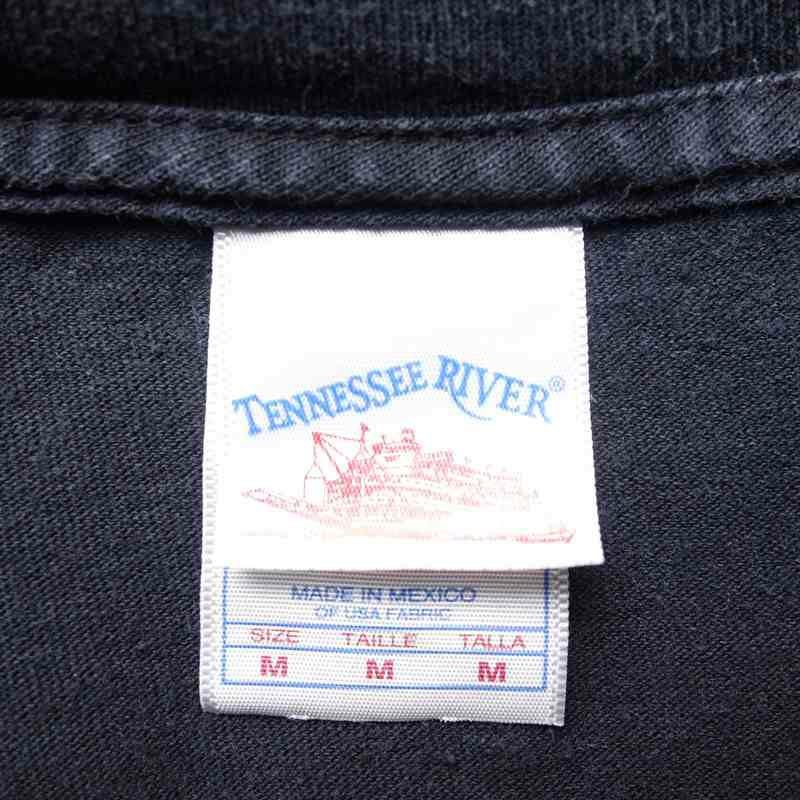 TENNESSEE RIVER®
MADE IN MEXICO
OF USA FABRIC
SIZE TAILLE TALLA
M M M